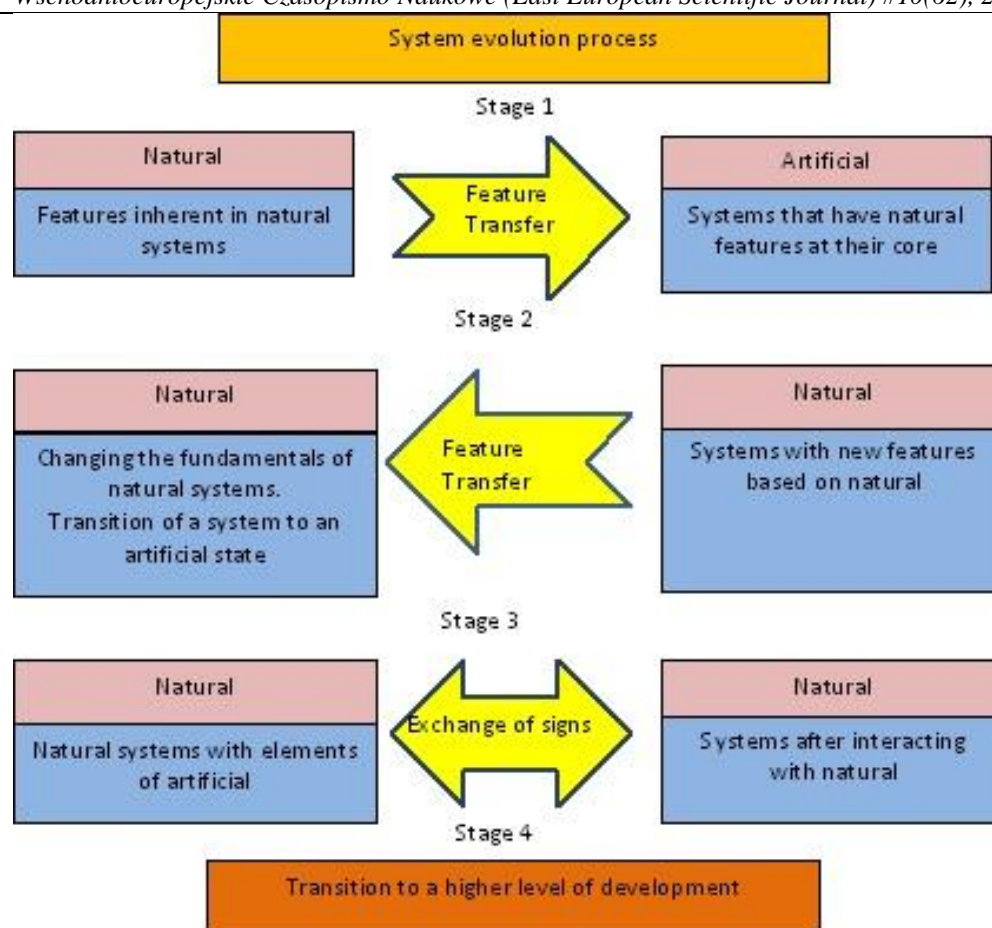 Wschodnioeuropejskie Czasopismo Naukowe (East European Scientific Journal) #10(62), 2
System evolution process
Stage 1
Natural
Features inherent in natural
systems
Feature
Transfer
Artificial
Systems that have natural
features at their core
Stage 2
Natural
Changing the fundamentals of
natural systems.
Transition of a system to an
artificial state
Feature
Transfer
Natural
Systems with new features
based on natural
Stage 3
Natural
Natural systems with elements
of artificial
Exchange of signs
Natural
Systems after interacting
with natural
Stage 4
Transition to a higher level of development